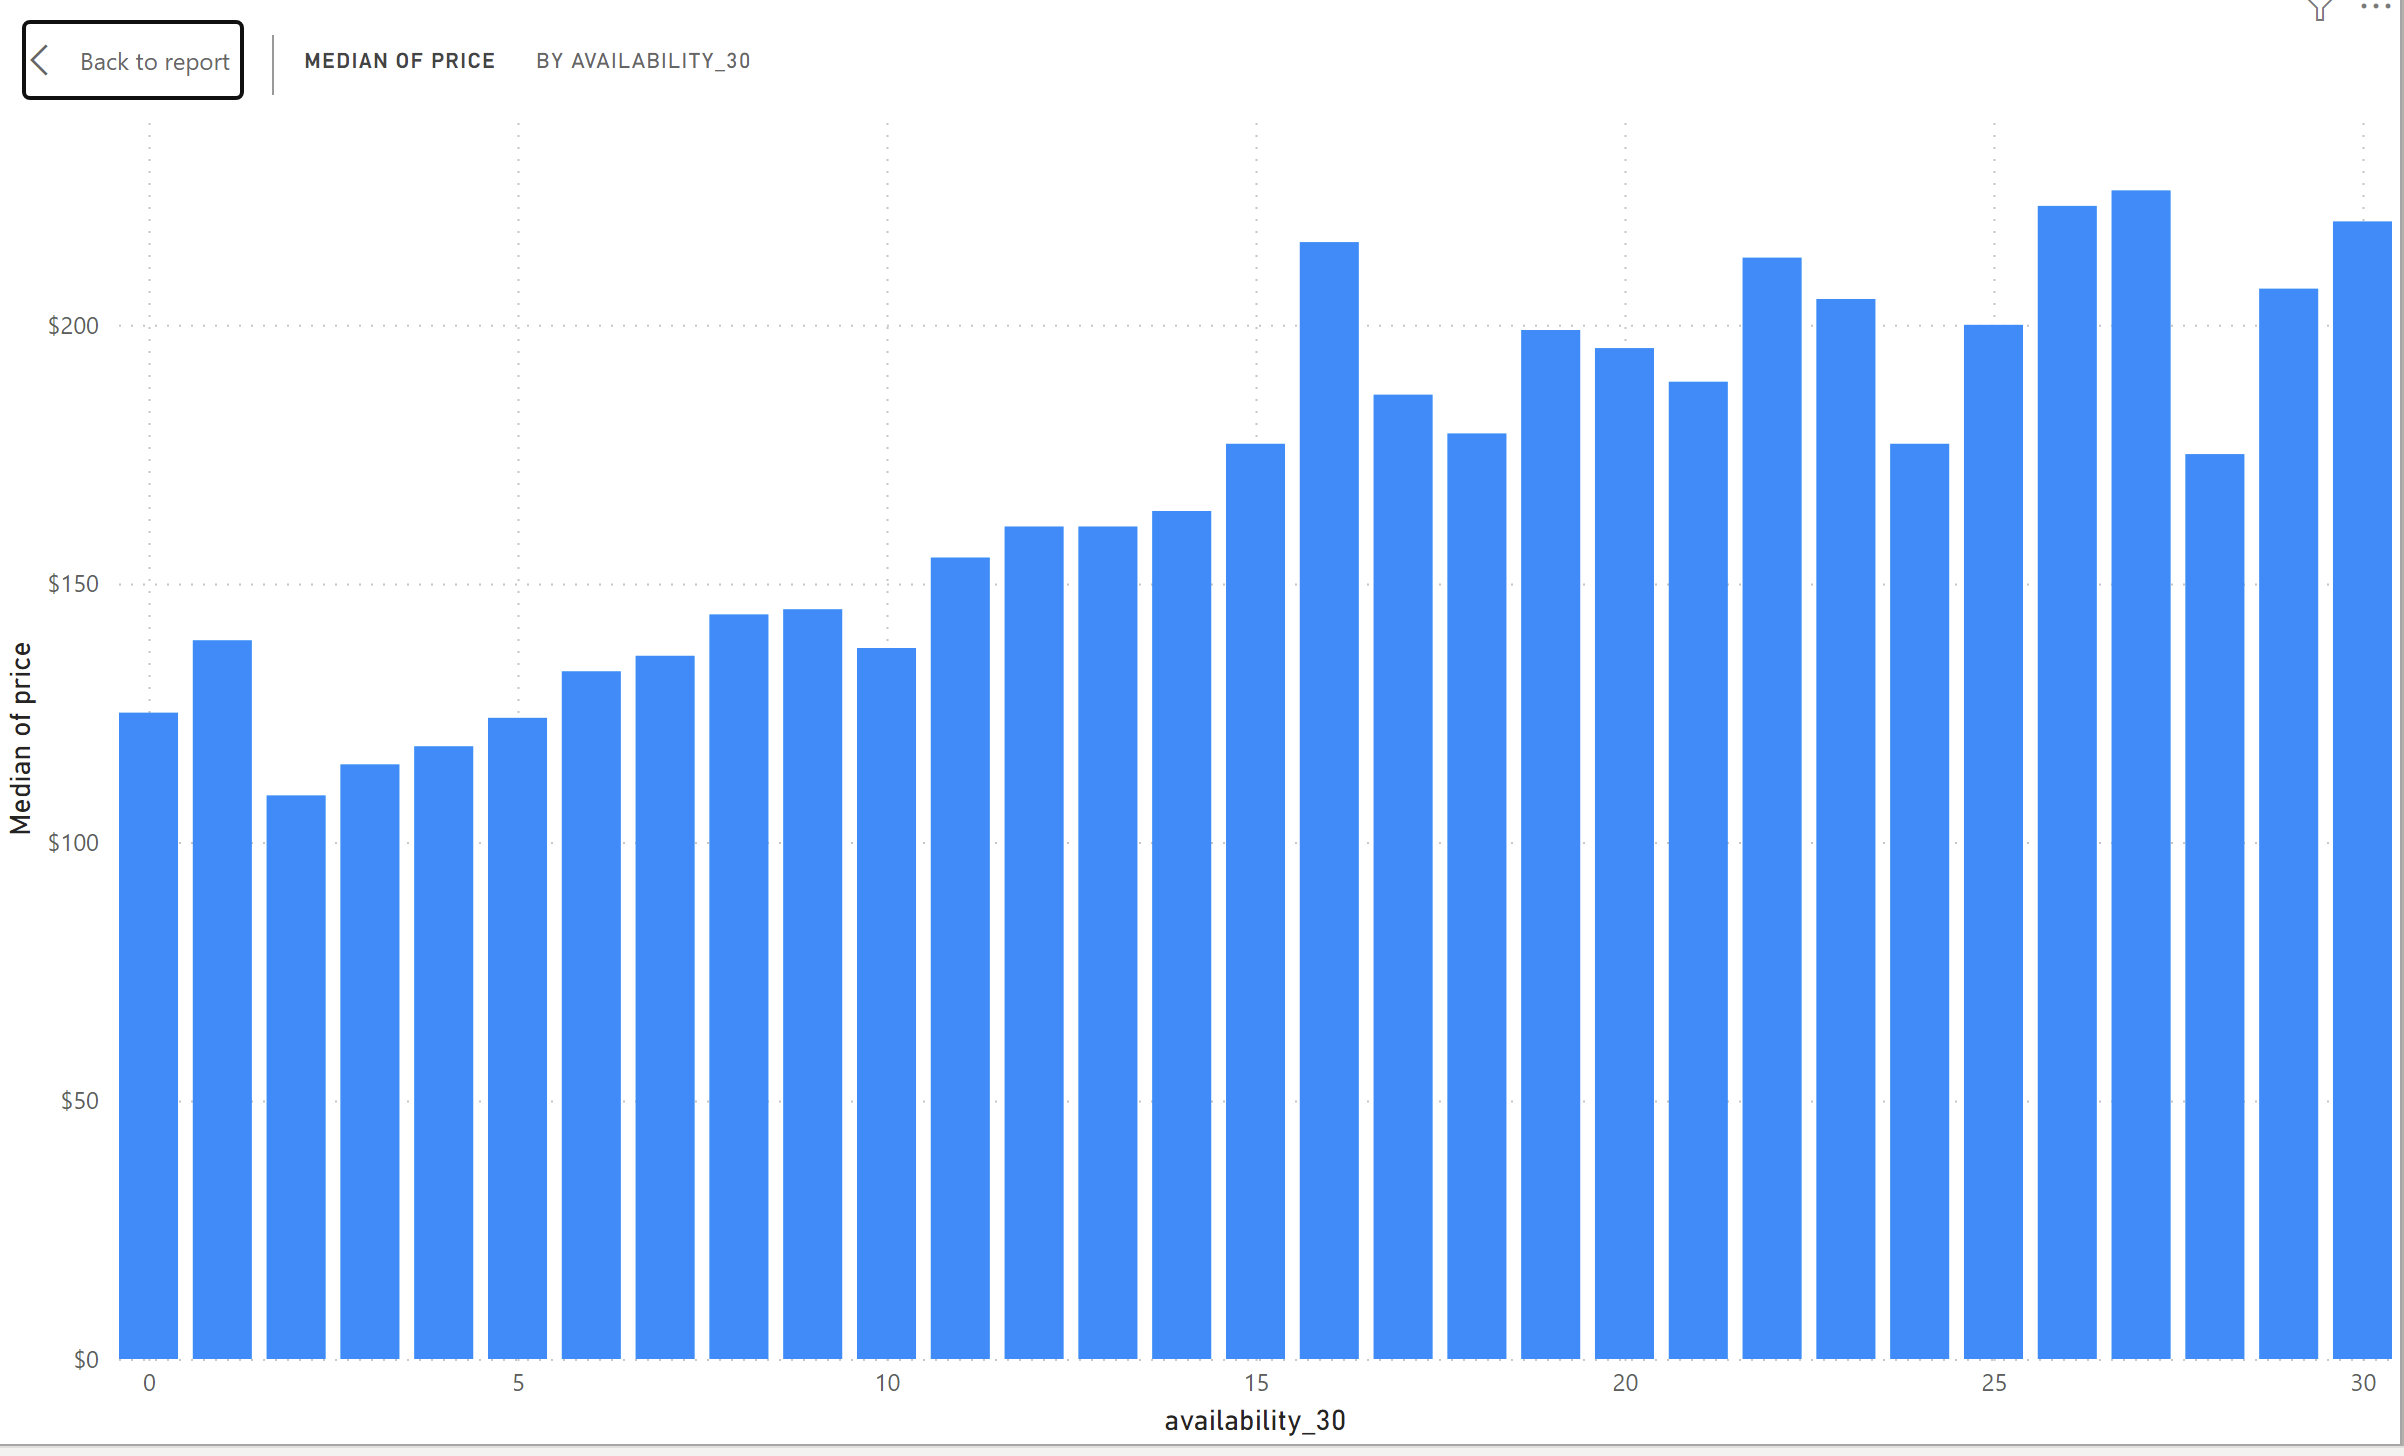 Back to report
MEDIAN OF PRICE BY AVAILABILITY_30
Median of price
$200
$150
$100
$50
$0
0 5 10 15 20 25 30
availability_30